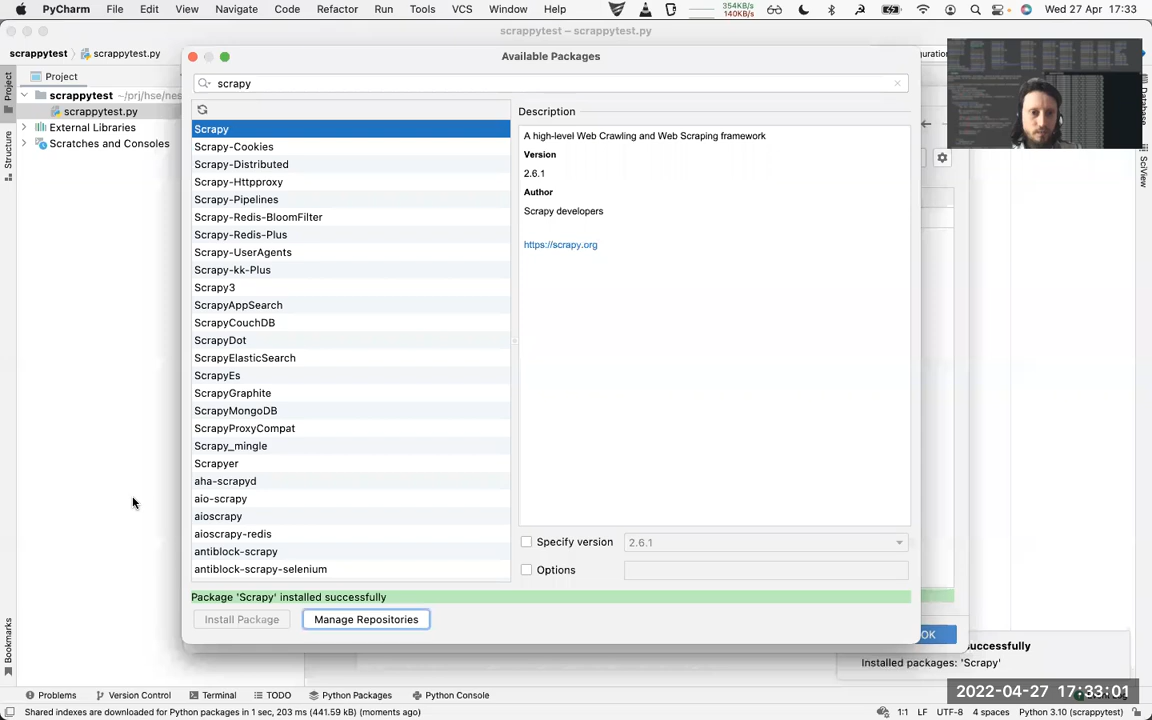 PyCharm File Edit View Navigate Code Refactor Run Tools VCS Window Help 354KB/s 140KB/s Wed 27 Apr 17:33
scrappytest – scrappytest.py
scrappytest scrappytest.py
Available Packages
Project
Project
scrapy
scrappytest ~/prj/hse/nes
scrappytest.py
External Libraries
Scratches and Consoles
Structure
Database
SciView
Scrapy
Scrapy-Cookies
Scrapy-Distributed
Scrapy-Httpproxy
Scrapy-Pipelines
Scrapy-Redis-BloomFilter
Scrapy-Redis-Plus
Scrapy-UserAgents
Scrapy-kk-Plus
Scrapy3
ScrapyAppSearch
ScrapyCouchDB
ScrapyDot
ScrapyElasticSearch
ScrapyEs
ScrapyGraphite
ScrapyMongoDB
ScrapyProxyCompat
Scrapy_mingle
Scrapyer
aha-scrapyd
aio-scrapy
aioscrapy
aioscrapy-redis
antiblock-scrapy
antiblock-scrapy-selenium
Description
A high-level Web Crawling and Web Scraping framework
Version
2.6.1
Author
Scrapy developers
https://scrapy.org
Specify version 2.6.1
Options
Package 'Scrapy' installed successfully
Install Package Manage Repositories
OK
uccessfully
Installed packages: 'Scrapy'
Bookmarks
2022-04-27 17:33:01
Problems Version Control Terminal TODO Python Packages Python Console
Shared indexes are downloaded for Python packages in 1 sec, 203 ms (441.59 kB) (moments ago) 1:1 LF UTF-8 4 spaces Python 3.10 (scrappytest)